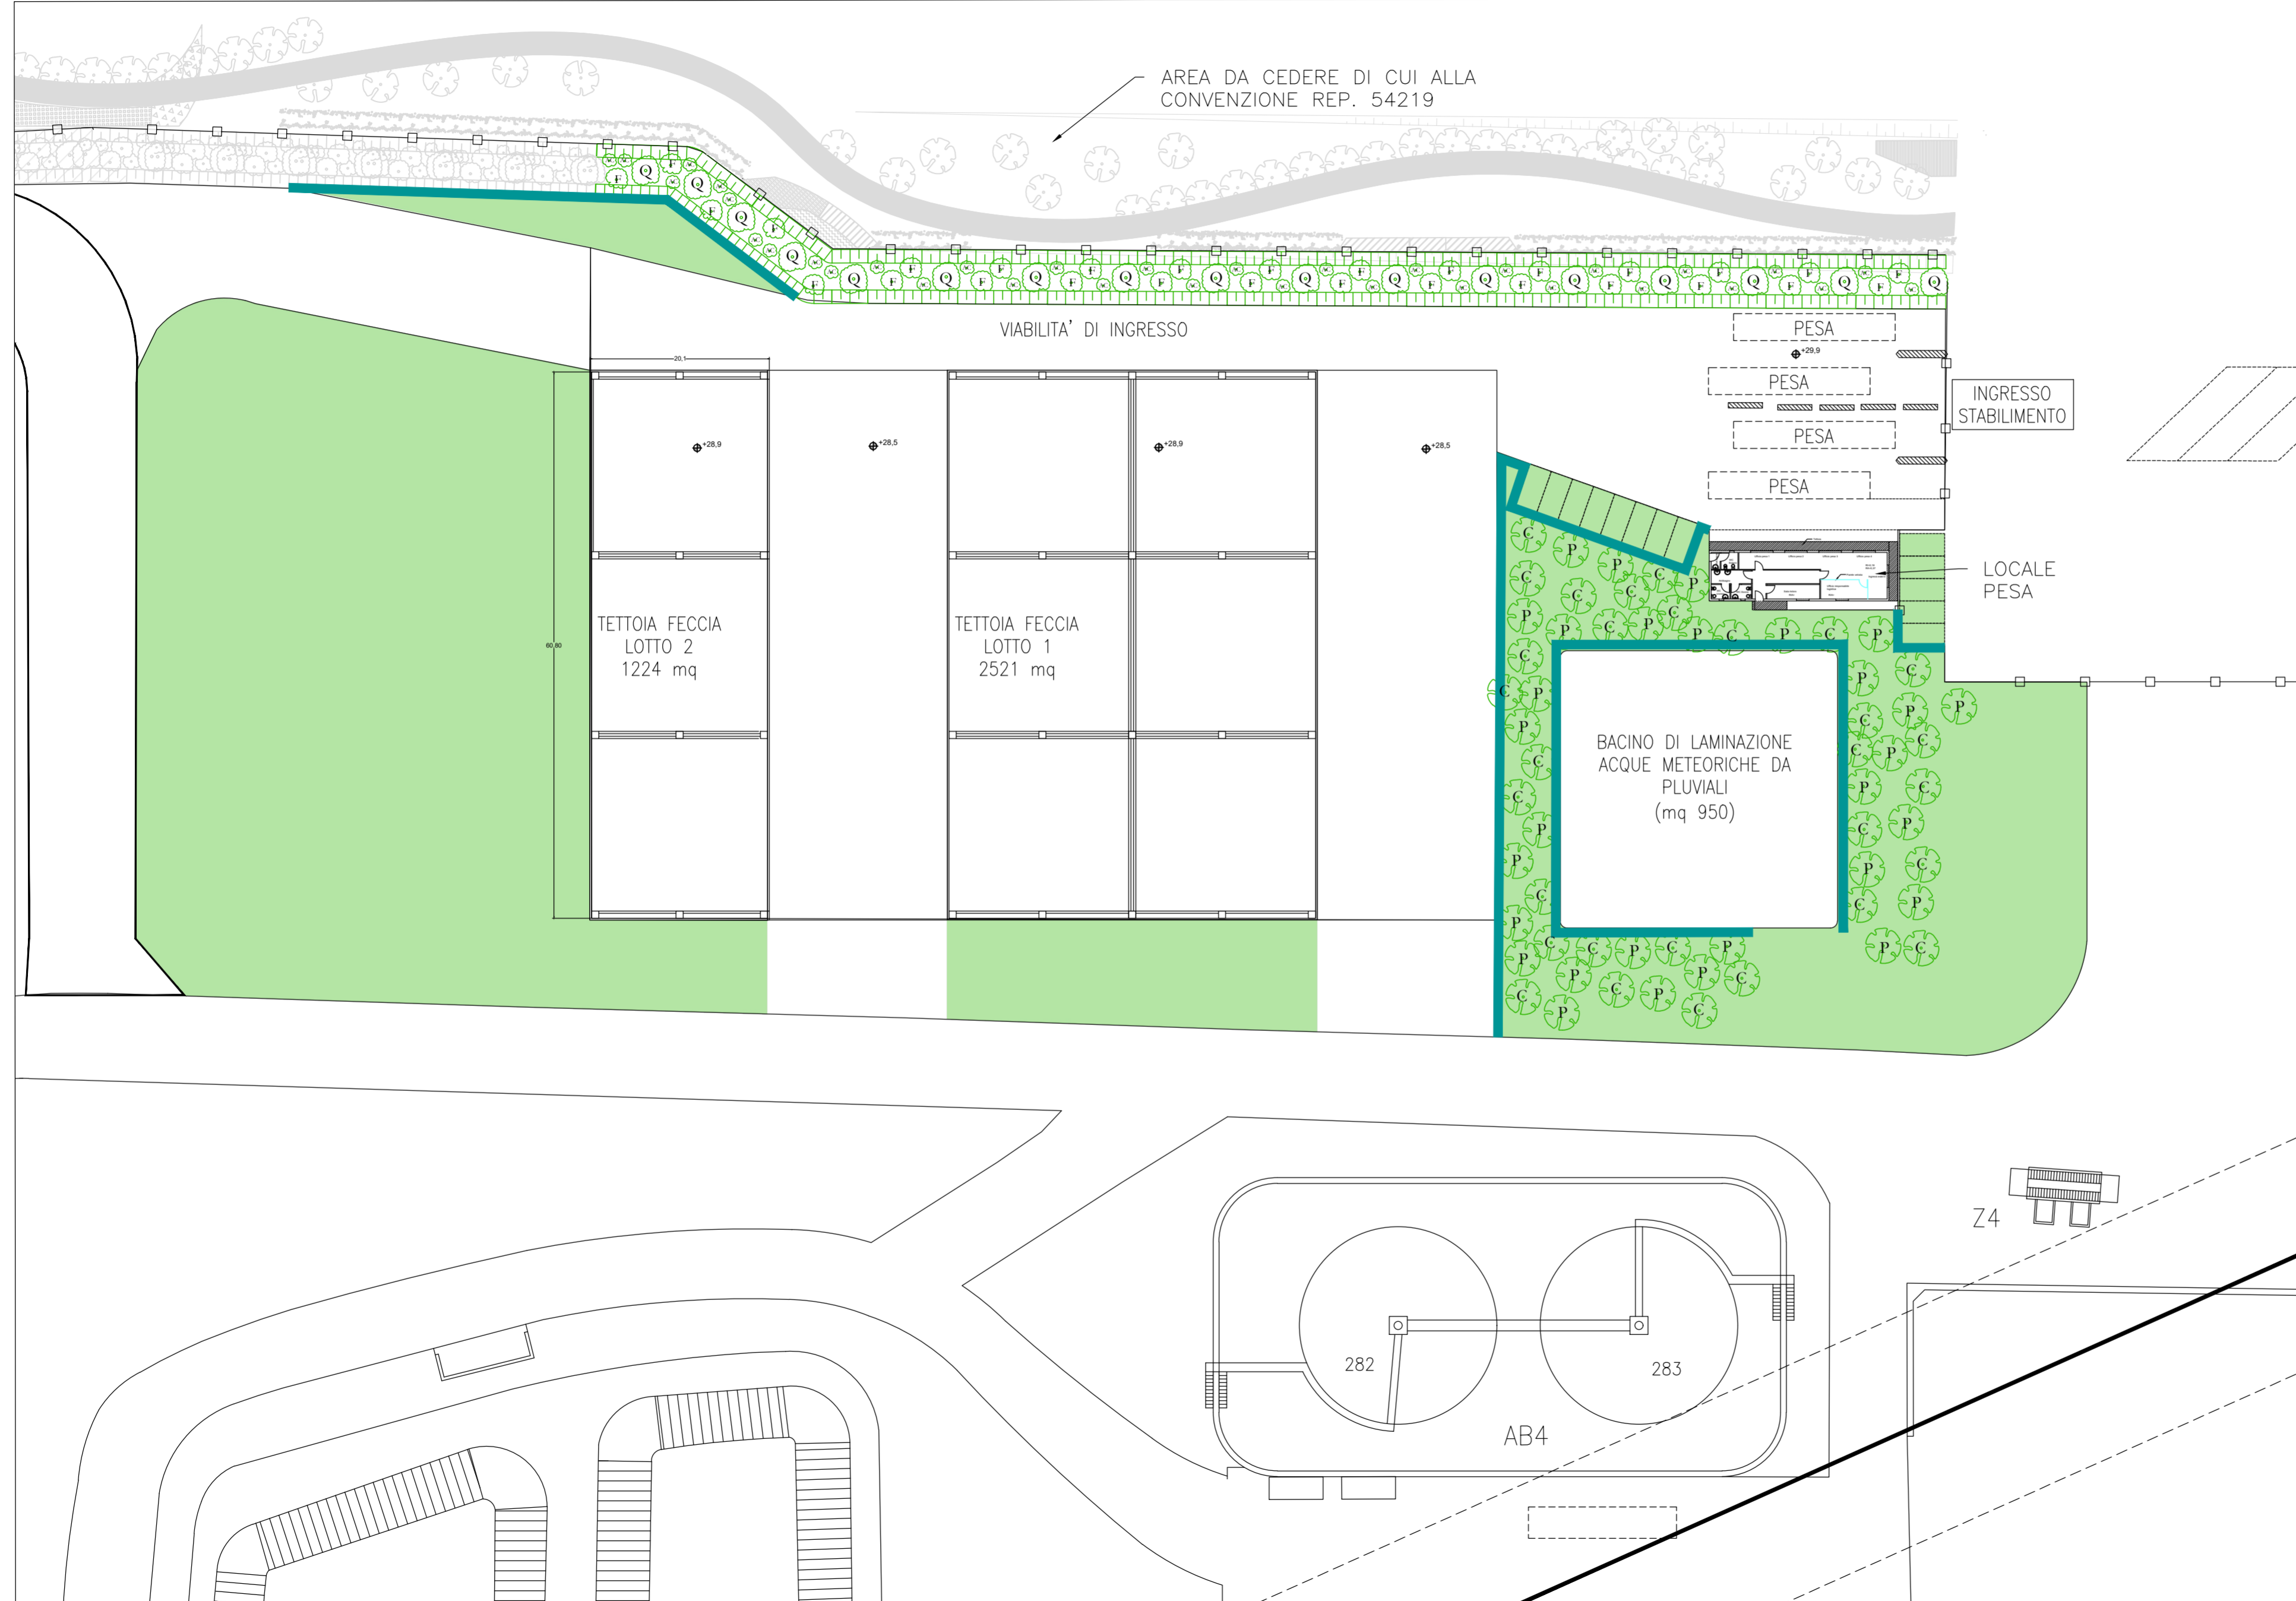 AREA DA CEDERE DI CUI ALLA
CONVENZIONE REP. 54219
VIABILITA' DI INGRESSO
PESA
+29,9
PESA
INGRESSO
STABILIMENTO
PESA
PESA
20,1
+28,9
+28,5
+28,9
+28,5
LOCALE
PESA
60,80
TETTOIA FECCIA
LOTTO 2
1224 mq
TETTOIA FECCIA
LOTTO 1
2521 mq
BACINO DI LAMINAZIONE
ACQUE METEORICHE DA
PLUVIALI
(mq 950)
Z4
282
283
AB4